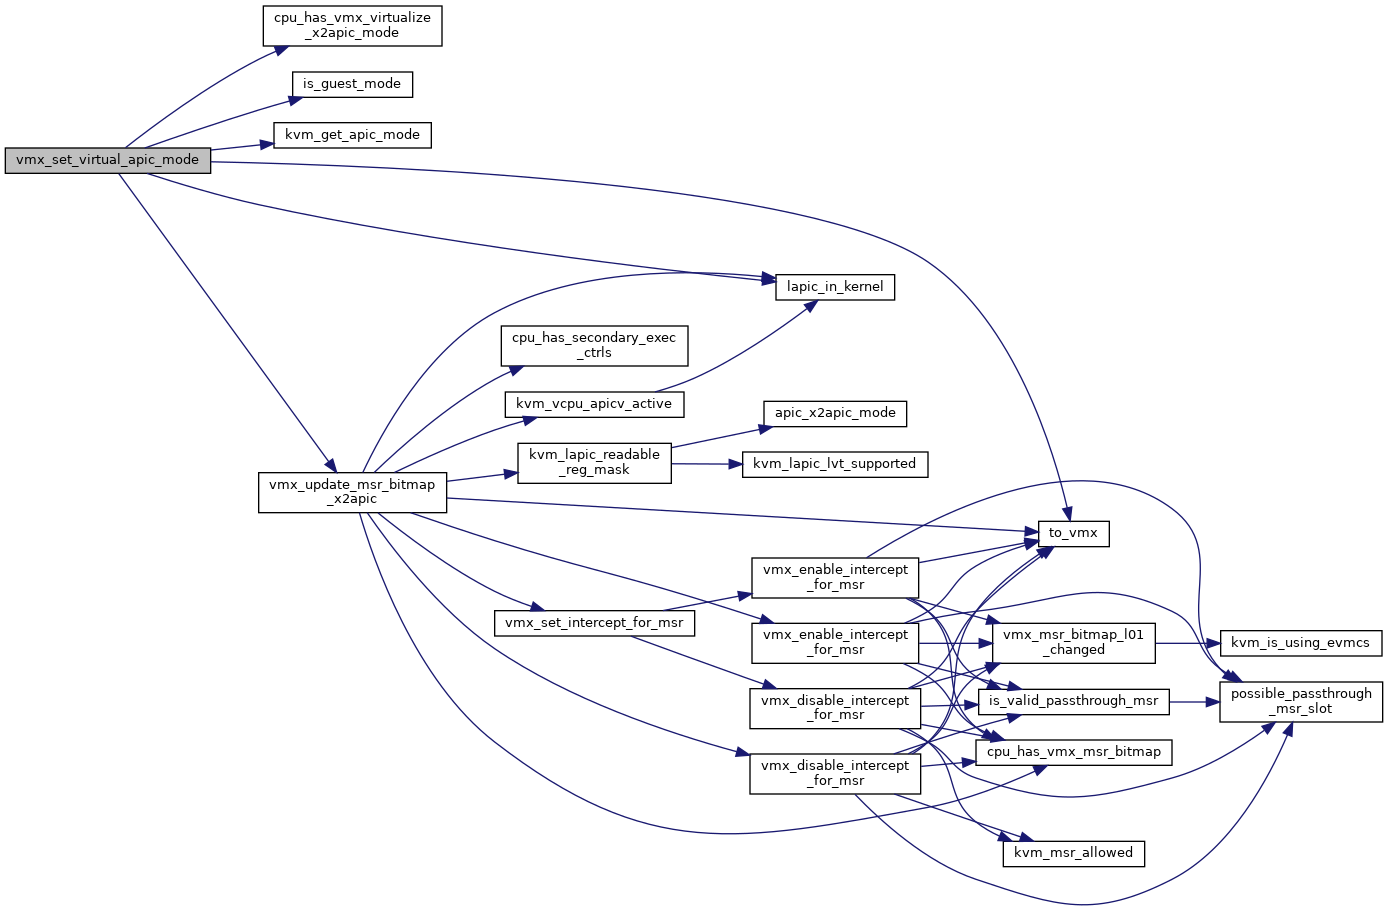 cpu_has_vmx_virtualize
_x2apic_mode
is_guest_mode
kvm_get_apic_mode
vmx_set_virtual_apic_mode
lapic_in_kernel
cpu_has_secondary_exec
_ctrls
kvm_vcpu_apicv_active
apic_x2apic_mode
kvm_lapic_readable
_reg_mask
kvm_lapic_lvt_supported
vmx_update_msr_bitmap
_x2apic
to_vmx
vmx_enable_intercept
_for_msr
vmx_set_intercept_for_msr
vmx_enable_intercept
_for_msr
vmx_msr_bitmap_l01
_changed
kvm_is_using_evmcs
vmx_disable_intercept
_for_msr
is_valid_passthrough_msr
possible_passthrough
_msr_slot
cpu_has_vmx_msr_bitmap
vmx_disable_intercept
_for_msr
kvm_msr_allowed